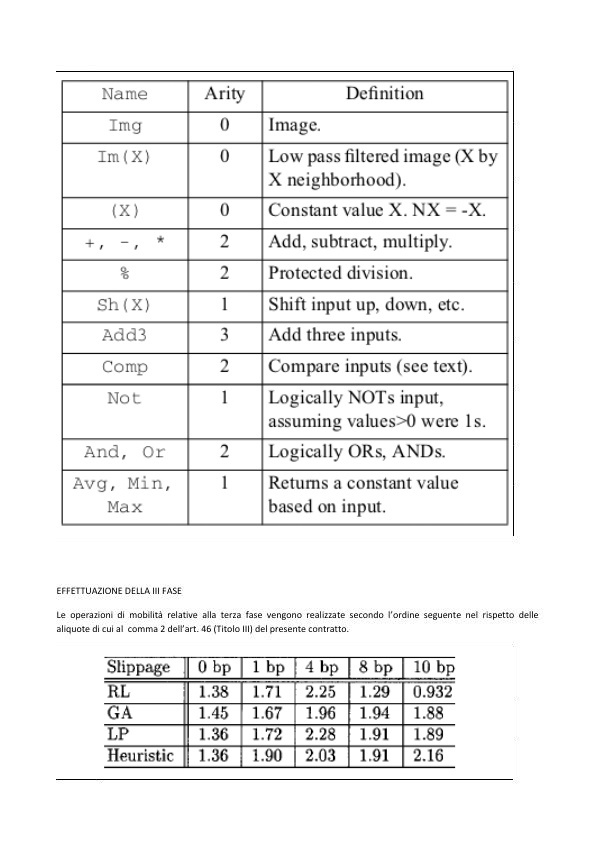 Name Arity Definition
Img 0 Image.
Im(X) 0 Low pass filtered image (X by
X neighborhood).
(X) 0 Constant value X. NX = -X.
+, -, * 2 Add, subtract, multiply.
% 2 Protected division.
Sh(X) 1 Shift input up, down, etc.
Add3 3 Add three inputs.
Comp 2 Compare inputs (see text).
Not 1 Logically NOTs input,
assuming values>0 were 1s.
And, Or 2 Logically ORs, ANDs.
Avg, Min, 1 Returns a constant value
Max based on input.
EFFETTUAZIONE DELLA III FASE
Le operazioni di mobilità relative alla terza fase vengono realizzate secondo l’ordine seguente nel rispetto delle
aliquote di cui al comma 2 dell’art. 46 (Titolo III) del presente contratto.
Slippage 0 bp 1 bp 4 bp 8 bp 10 bp
RL 1.38 1.71 2.25 1.29 0.932
GA 1.45 1.67 1.96 1.94 1.88
LP 1.36 1.72 2.28 1.91 1.89
Heuristic 1.36 1.90 2.03 1.91 2.16